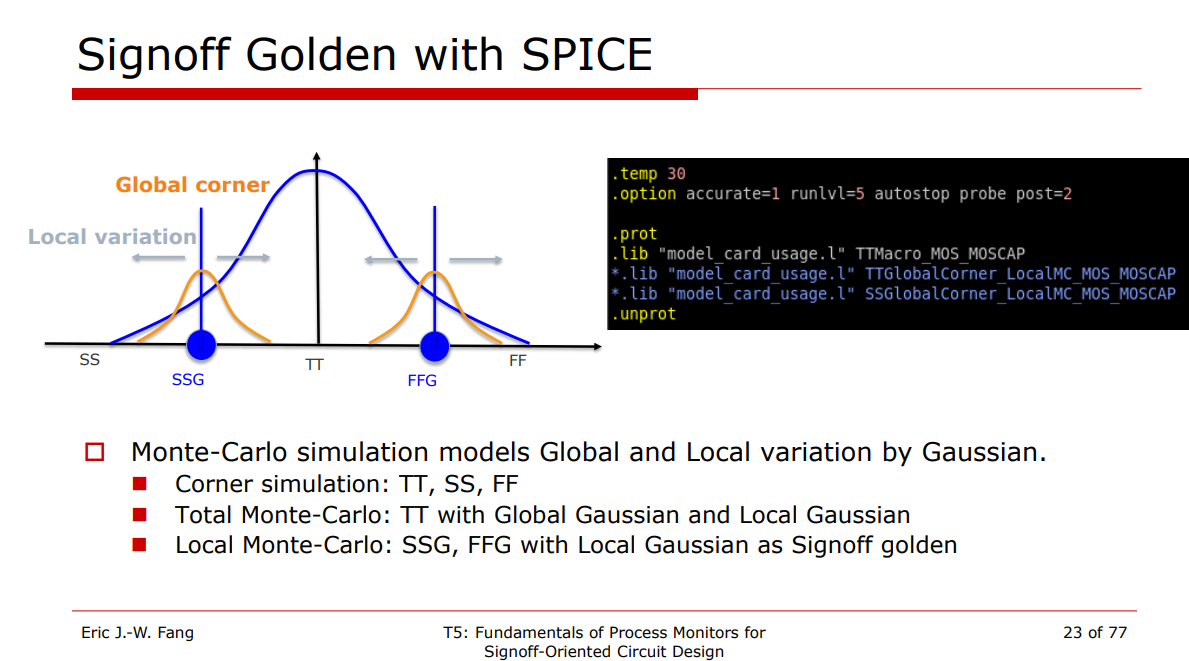 Signoff Golden with SPICE
Global corner
Local variation
SS
SSG
TT
FFG
FF
.temp 30
.option accurate=1 runlvl=5 autostop probe post=2
.prot
.lib "model_card_usage.l" TTMacro_MOS_MOSCAP
*.lib "model_card_usage.l" TTGlobalCorner_LocalMC_MOS_MOSCAP
*.lib "model_card_usage.l" SSGlobalCorner_LocalMC_MOS_MOSCAP
.unprot
Monte-Carlo simulation models Global and Local variation by Gaussian.
Corner simulation: TT, SS, FF
Total Monte-Carlo: TT with Global Gaussian and Local Gaussian
Local Monte-Carlo: SSG, FFG with Local Gaussian as Signoff golden
Eric J.-W. Fang
T5: Fundamentals of Process Monitors for
Signoff-Oriented Circuit Design
23 of 77